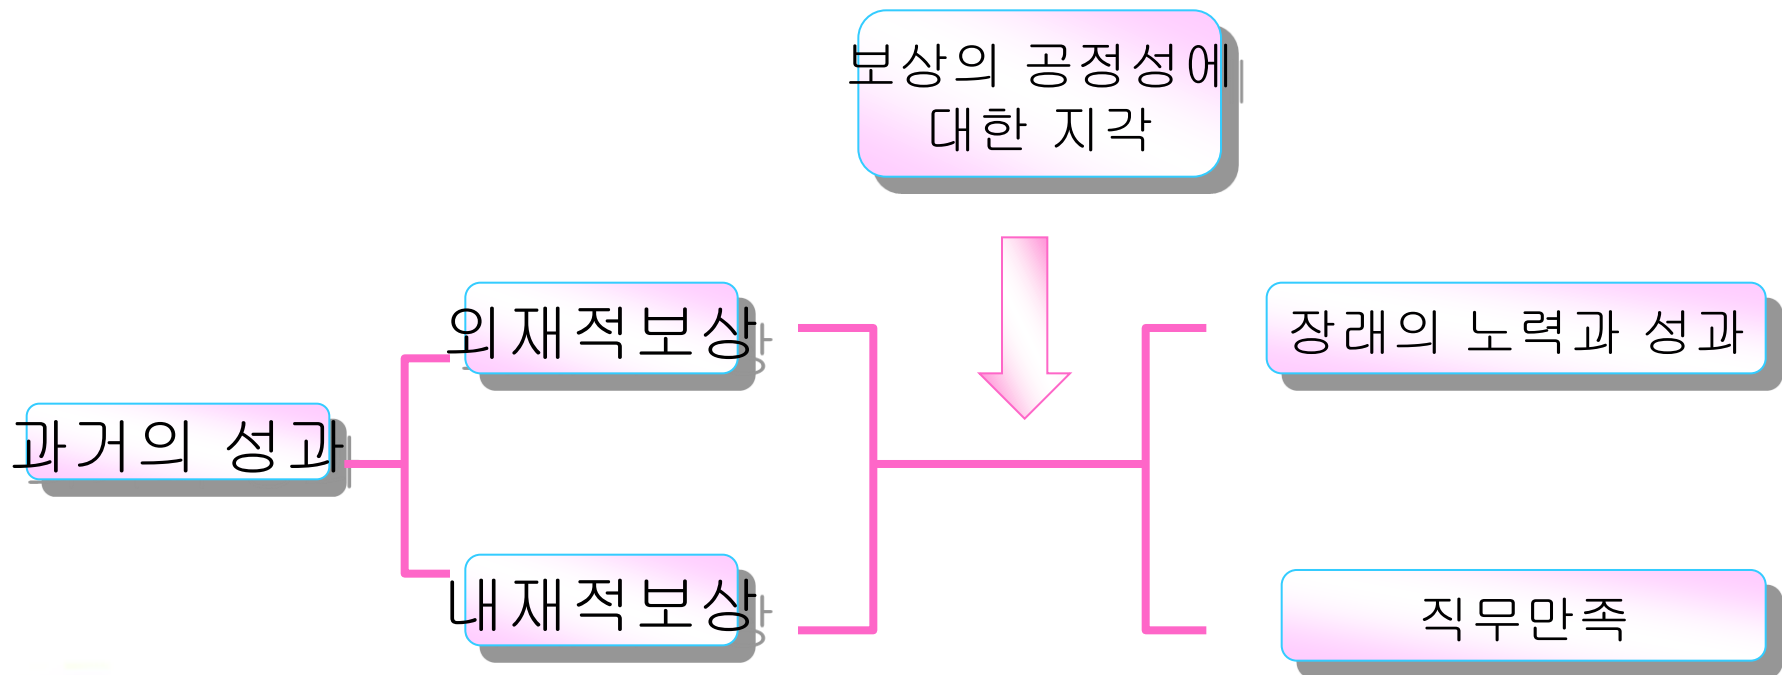 보상의 공정성에
대한 지각
외재적보상
장래의 노력과 성과
과거의 성과
내재적보상
직무만족